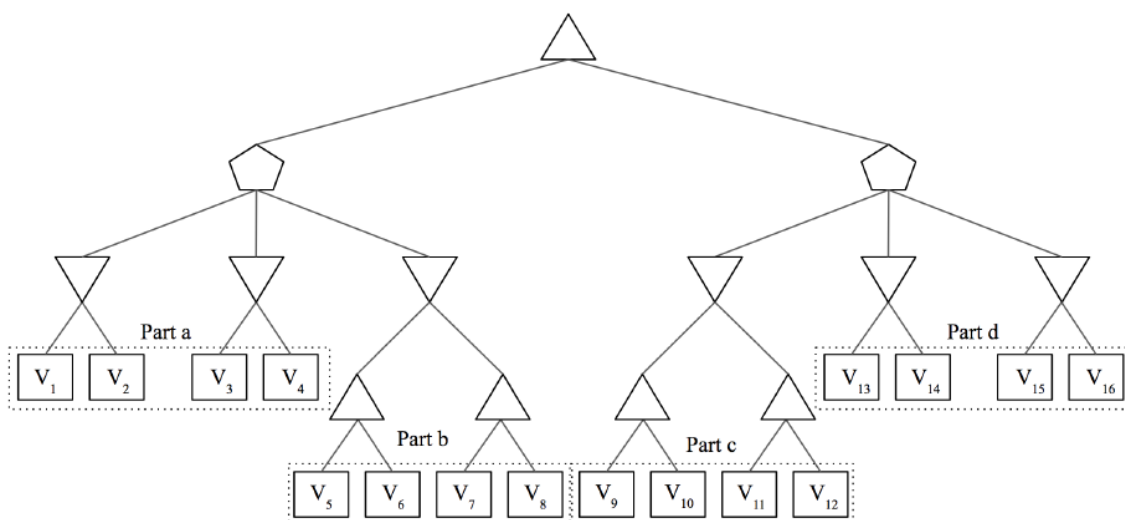 Part a
Part d
V1 V2 V3 V4
V13 V14 V15 V16
Part b
Part c
V5 V6 V7 V8 V9 V10 V11 V12